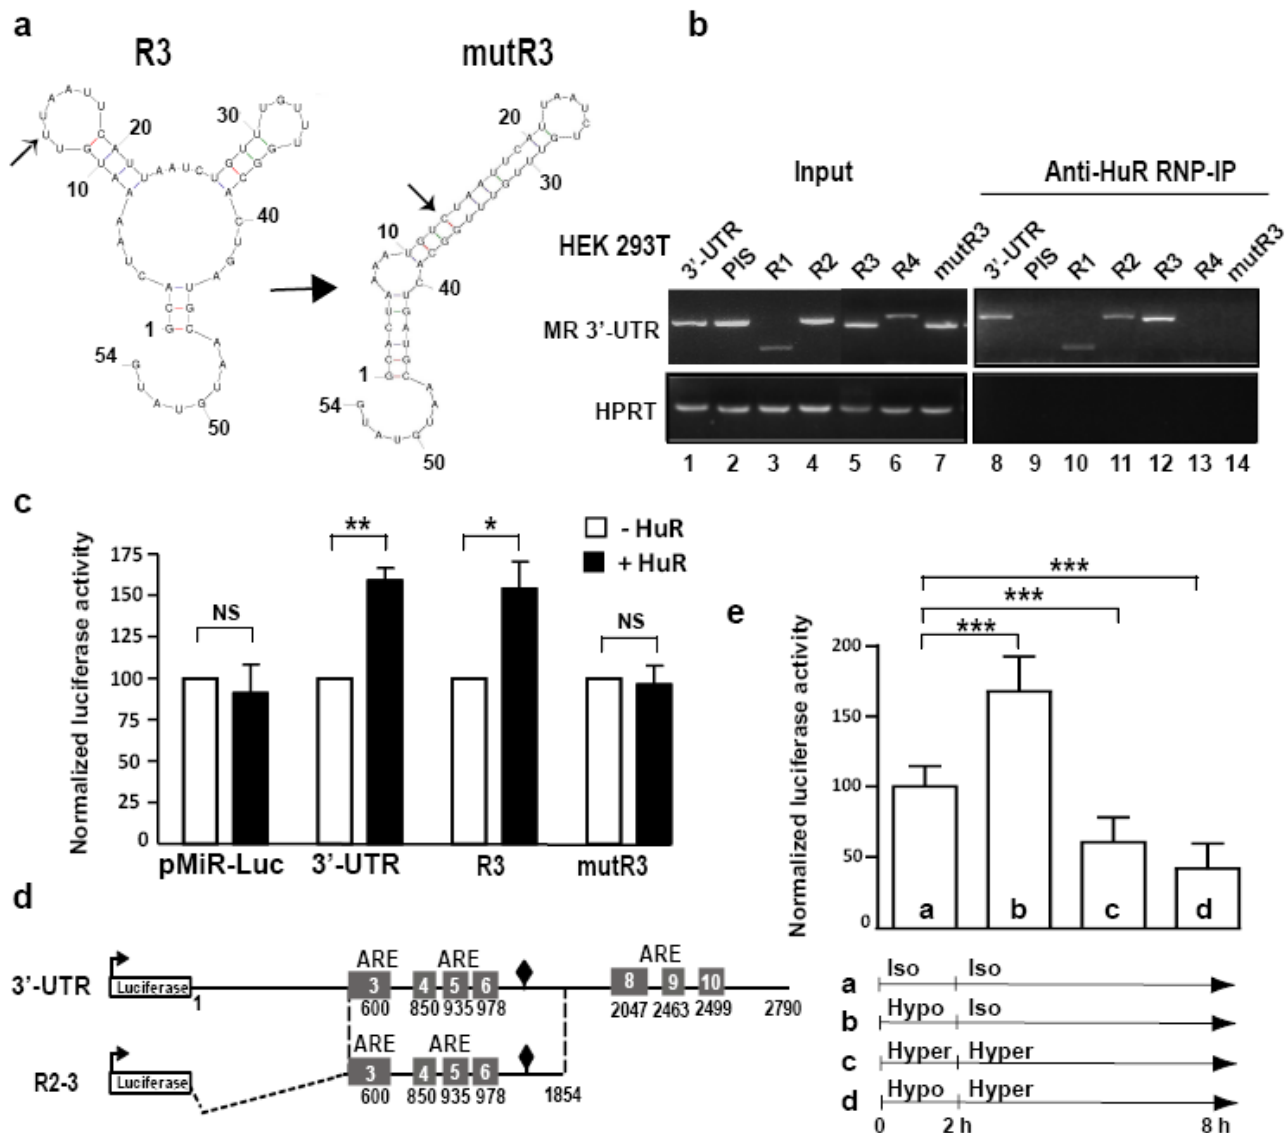 a
R3
mutR3
1
10
20
30
40
50
54
1
10
20
30
40
50
54
b
Input
Anti-HuR RNP-IP
HEK 293T
3'-UTR PIS R1 R2 R3 R4 mutR3
3'-UTR PIS R1 R2 R3 R4 mutR3
MR 3'-UTR
HPRT
1 2 3 4 5 6 7 8 9 10 11 12 13 14
c
Normalized luciferase activity
175
150
125
100
75
50
25
0
NS
**
*
NS
- HuR
+ HuR
pMiR-Luc 3'-UTR R3 mutR3
d
3'-UTR
Luciferase
1
ARE ARE ARE
3 4 5 6 8 9 10
600 850 935 978 2047 2463 2499 2790
R2-3
Luciferase
ARE ARE
3 4 5 6
600 850 935 978 1854
e
Normalized luciferase activity
200
150
100
50
0
***
***
***
a b c d
a Iso Iso
b Hypo Iso
c Hyper Hyper
d Hypo Hyper
0 2 h 8 h